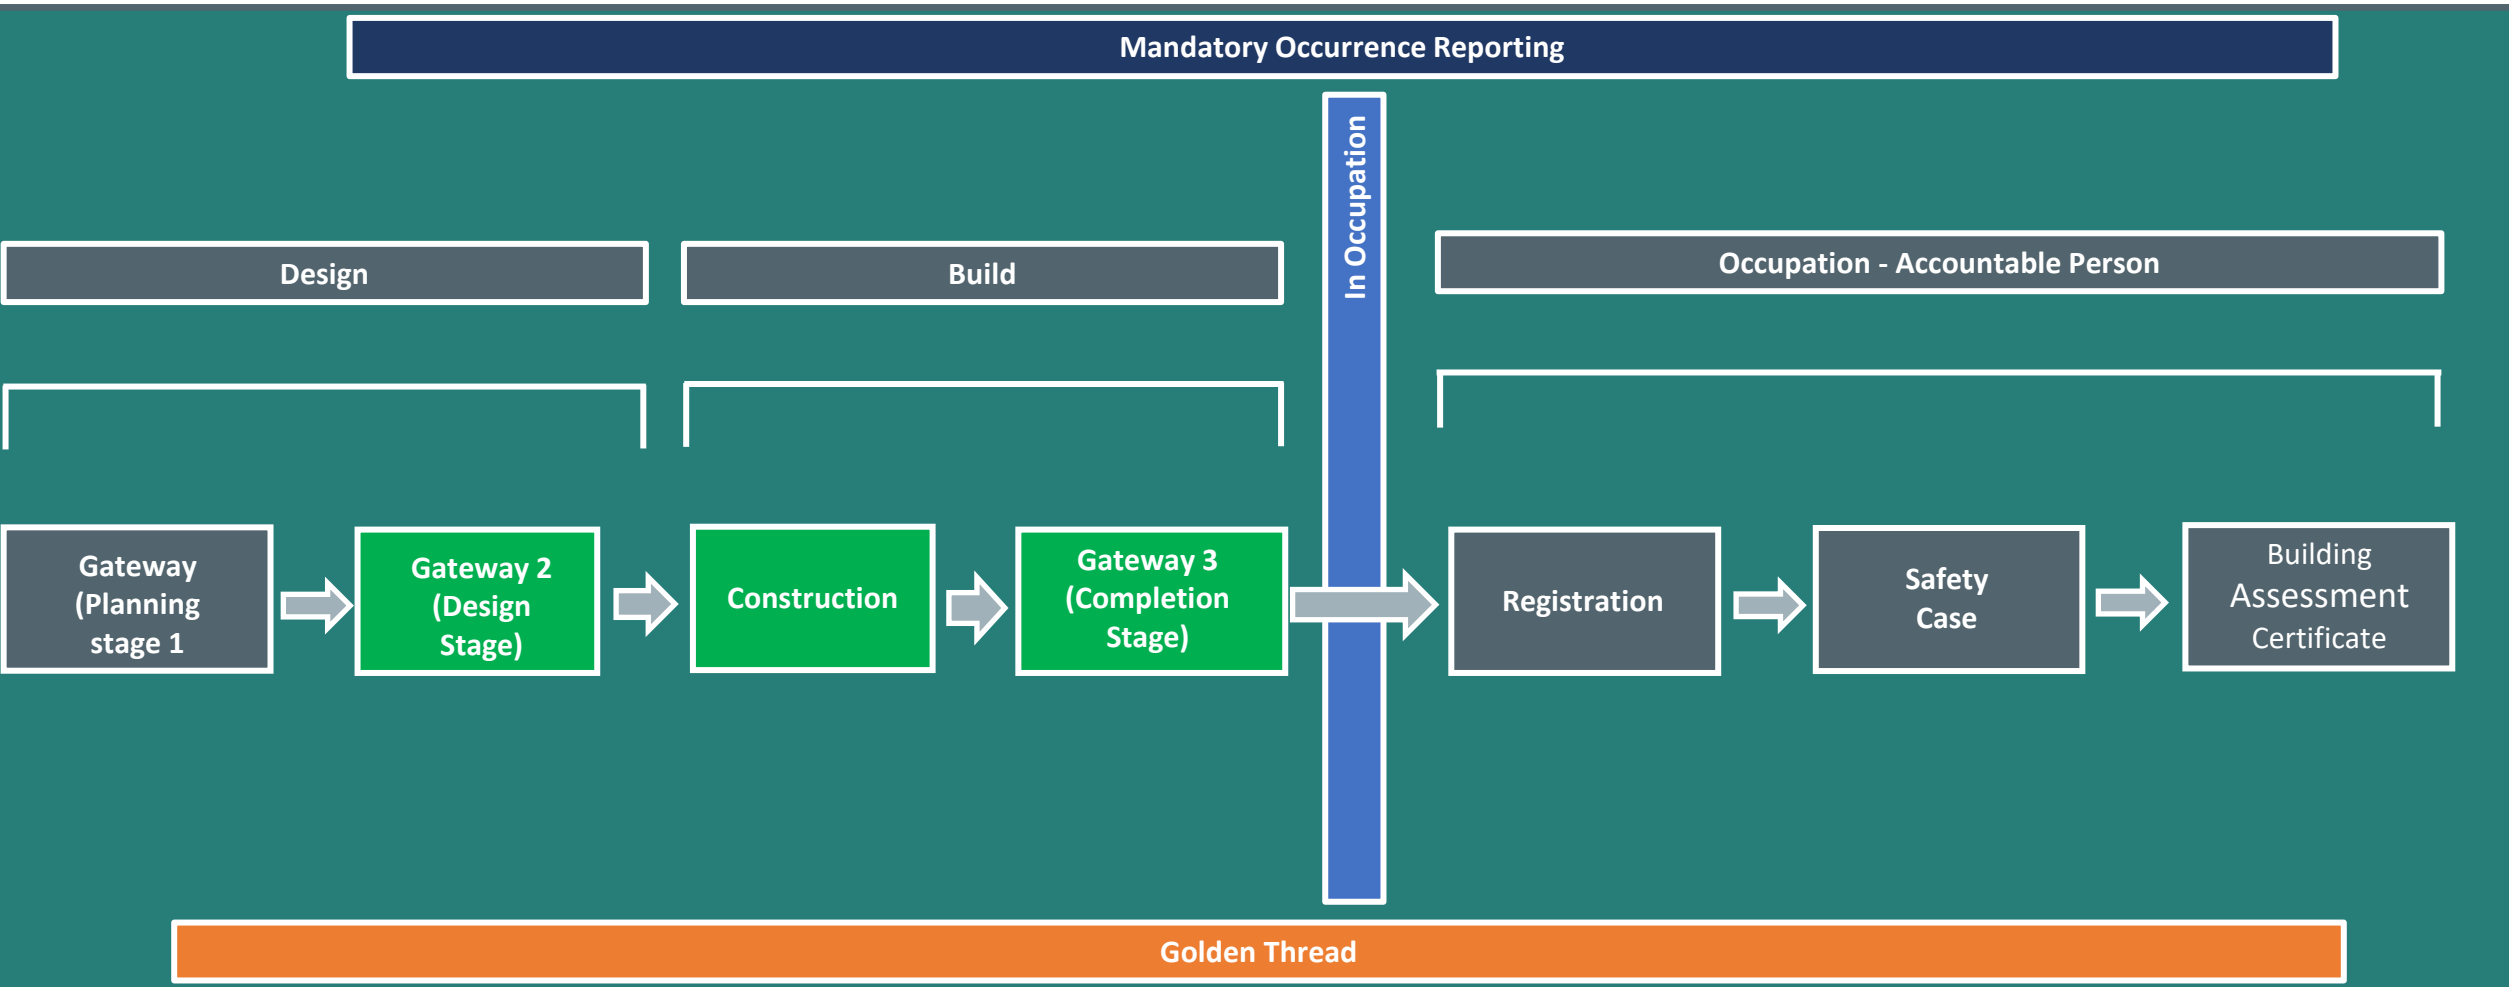 Mandatory Occurrence Reporting
In Occupation
Design
Build
Occupation - Accountable Person
Gateway
(Planning
stage 1
Gateway 2
(Design
Stage)
Construction
Gateway 3
(Completion
Stage)
Registration
Safety
Case
Building
Assessment
Certificate
Golden Thread